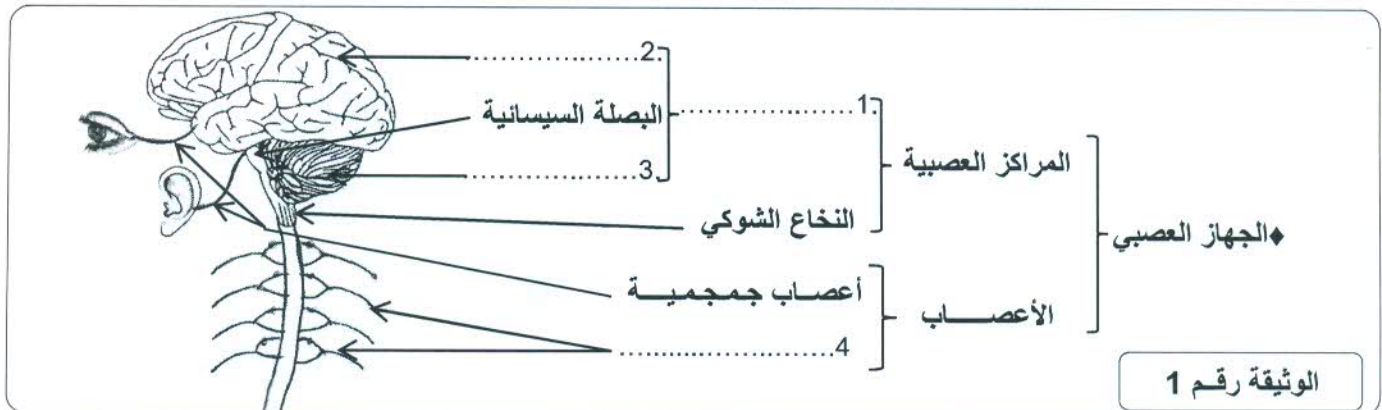 2.....................
1.....................
البصلة السيسائية
المراكز العصبية
3.....................
النخاع الشوكي
♦الجهاز العصبي
أعصاب جمجمية
الأعصاب
4.....................
الوثيقة رقم 1